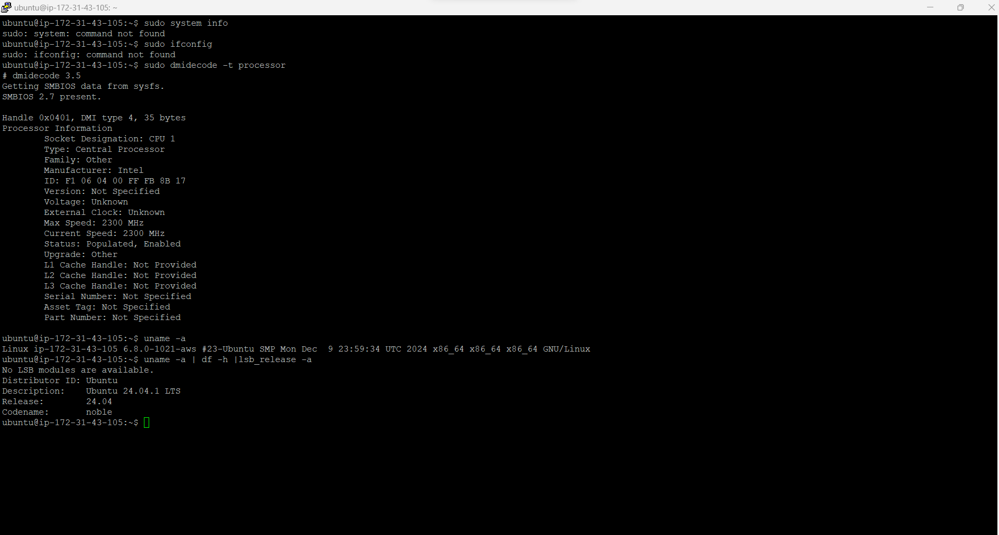 ubuntu@ip-172-31-43-105: ~
ubuntu@ip-172-31-43-105:~$ sudo system info
sudo: system: command not found
ubuntu@ip-172-31-43-105:~$ sudo ifconfig
sudo: ifconfig: command not found
ubuntu@ip-172-31-43-105:~$ sudo dmidecode -t processor
# dmidecode 3.5
Getting SMBIOS data from sysfs.
SMBIOS 2.7 present.

Handle 0x0401, DMI type 4, 35 bytes
Processor Information
        Socket Designation: CPU 1
        Type: Central Processor
        Family: Other
        Manufacturer: Intel
        ID: F1 06 04 00 FF FB 8B 17
        Version: Not Specified
        Voltage: Unknown
        External Clock: Unknown
        Max Speed: 2300 MHz
        Current Speed: 2300 MHz
        Status: Populated, Enabled
        Upgrade: Other
        L1 Cache Handle: Not Provided
        L2 Cache Handle: Not Provided
        L3 Cache Handle: Not Provided
        Serial Number: Not Specified
        Asset Tag: Not Specified
        Part Number: Not Specified

ubuntu@ip-172-31-43-105:~$ uname -a
Linux ip-172-31-43-105 6.8.0-1021-aws #23-Ubuntu SMP Mon Dec  9 23:59:34 UTC 2024 x86_64 x86_64 x86_64 GNU/Linux
ubuntu@ip-172-31-43-105:~$ uname -a | df -h |lsb_release -a
No LSB modules are available.
Distributor ID: Ubuntu
Description:    Ubuntu 24.04.1 LTS
Release:        24.04
Codename:       noble
ubuntu@ip-172-31-43-105:~$